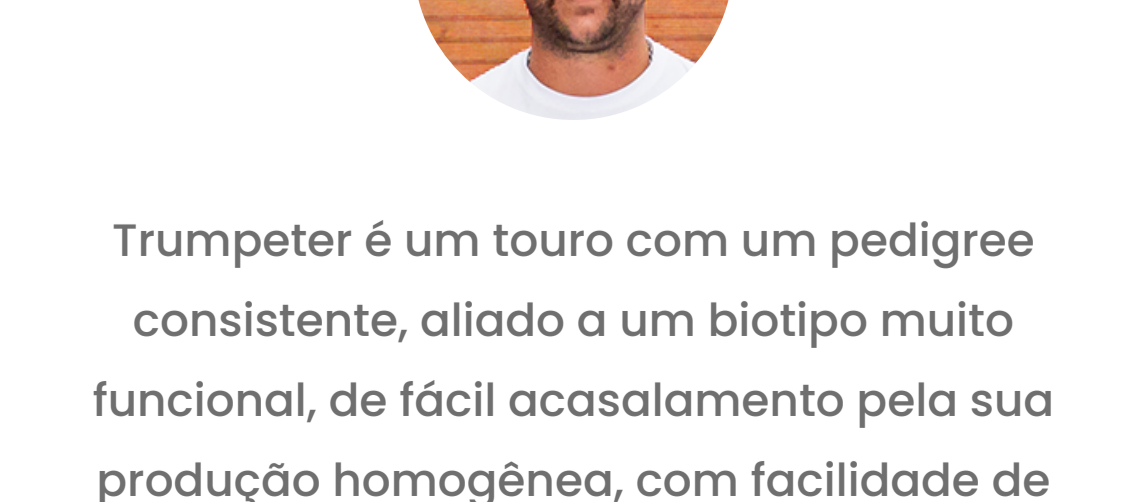 Trumpeter é um touro com um pedigree
consistente, aliado a um biotipo muito
funcional, de fácil acasalamento pela sua
produção homogênea, com facilidade de